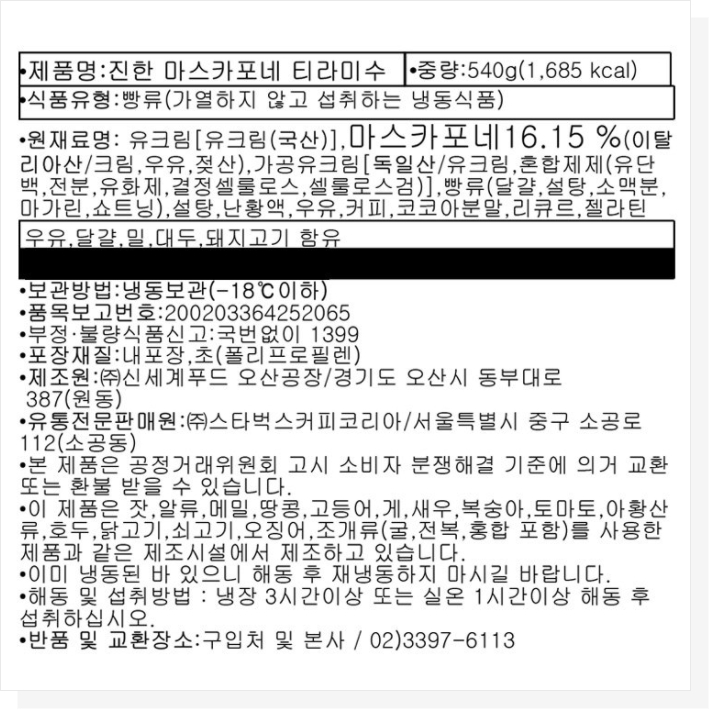 •제품명:진한 마스카포네 티라미수 •중량:540g(1,685 kcal)
•식품유형:빵류(가열하지 않고 섭취하는 냉동식품)
•원재료명: 유크림[유크림(국산)],마스카포네16.15 %(이탈
리아산/크림,우유,젖산),가공유크림[독일산/유크림,혼합제제(유단
백,전분,유화제,결정셀룰로스,셀룰로스검)],빵류(달걀,설탕,소맥분,
마가린,쇼트닝),설탕,난황액,우유,커피,코코아분말,리큐르,젤라틴
우유,달걀,밀,대두,돼지고기 함유
•보관방법:냉동보관(-18℃이하)
•품목보고번호:200203364252065
•부정·불량식품신고:국번없이 1399
•포장재질:내포장,초(폴리프로필렌)
•제조원:㈜신세계푸드 오산공장/경기도 오산시 동부대로
387(원동)
•유통전문판매원:㈜스타벅스커피코리아/서울특별시 중구 소공로
112(소공동)
•본 제품은 공정거래위원회 고시 소비자 분쟁해결 기준에 의거 교환
또는 환불 받을 수 있습니다.
•이 제품은 잣,알류,메밀,땅콩,고등어,게,새우,복숭아,토마토,아황산
류,호두,닭고기,쇠고기,오징어,조개류(굴,전복,홍합 포함)를 사용한
제품과 같은 제조시설에서 제조하고 있습니다.
•이미 냉동된 바 있으니 해동 후 재냉동하지 마시길 바랍니다.
•해동 및 섭취방법 : 냉장 3시간이상 또는 실온 1시간이상 해동 후
섭취하십시오.
•반품 및 교환장소:구입처 및 본사 / 02)3397-6113